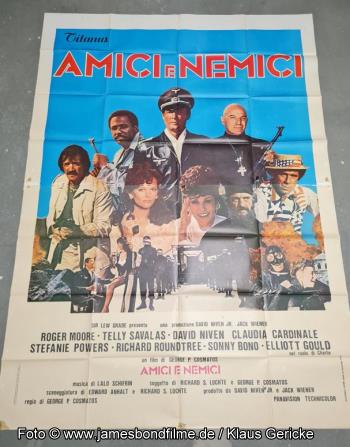 Titanus
AMICI E NEMICI
SIR LEW GRADE presenta una produzione DAVID NIVEN JR. JACK WIENER
ROGER MOORE · TELLY SAVALAS · DAVID NIVEN · CLAUDIA CARDINALE
STEFANIE POWERS · RICHARD ROUNDTREE · SONNY BONO · ELLIOTT GOULD
nel ruolo di Charlie
un film di GEORGE P. COSMATOS
AMICI E NEMICI
musica di LALO SCHIFRIN soggetto di RICHARD S. LOCHTE e GEORGE P. COSMATOS
sceneggiatura di EDWARD ANHALT e RICHARD S. LOCHTE prodotto da DAVID NIVEN JR. e JACK WIENER
regia di GEORGE P. COSMATOS PANAVISION TECHNICOLOR
Foto © www.jamesbondfilme.de / Klaus Gericke